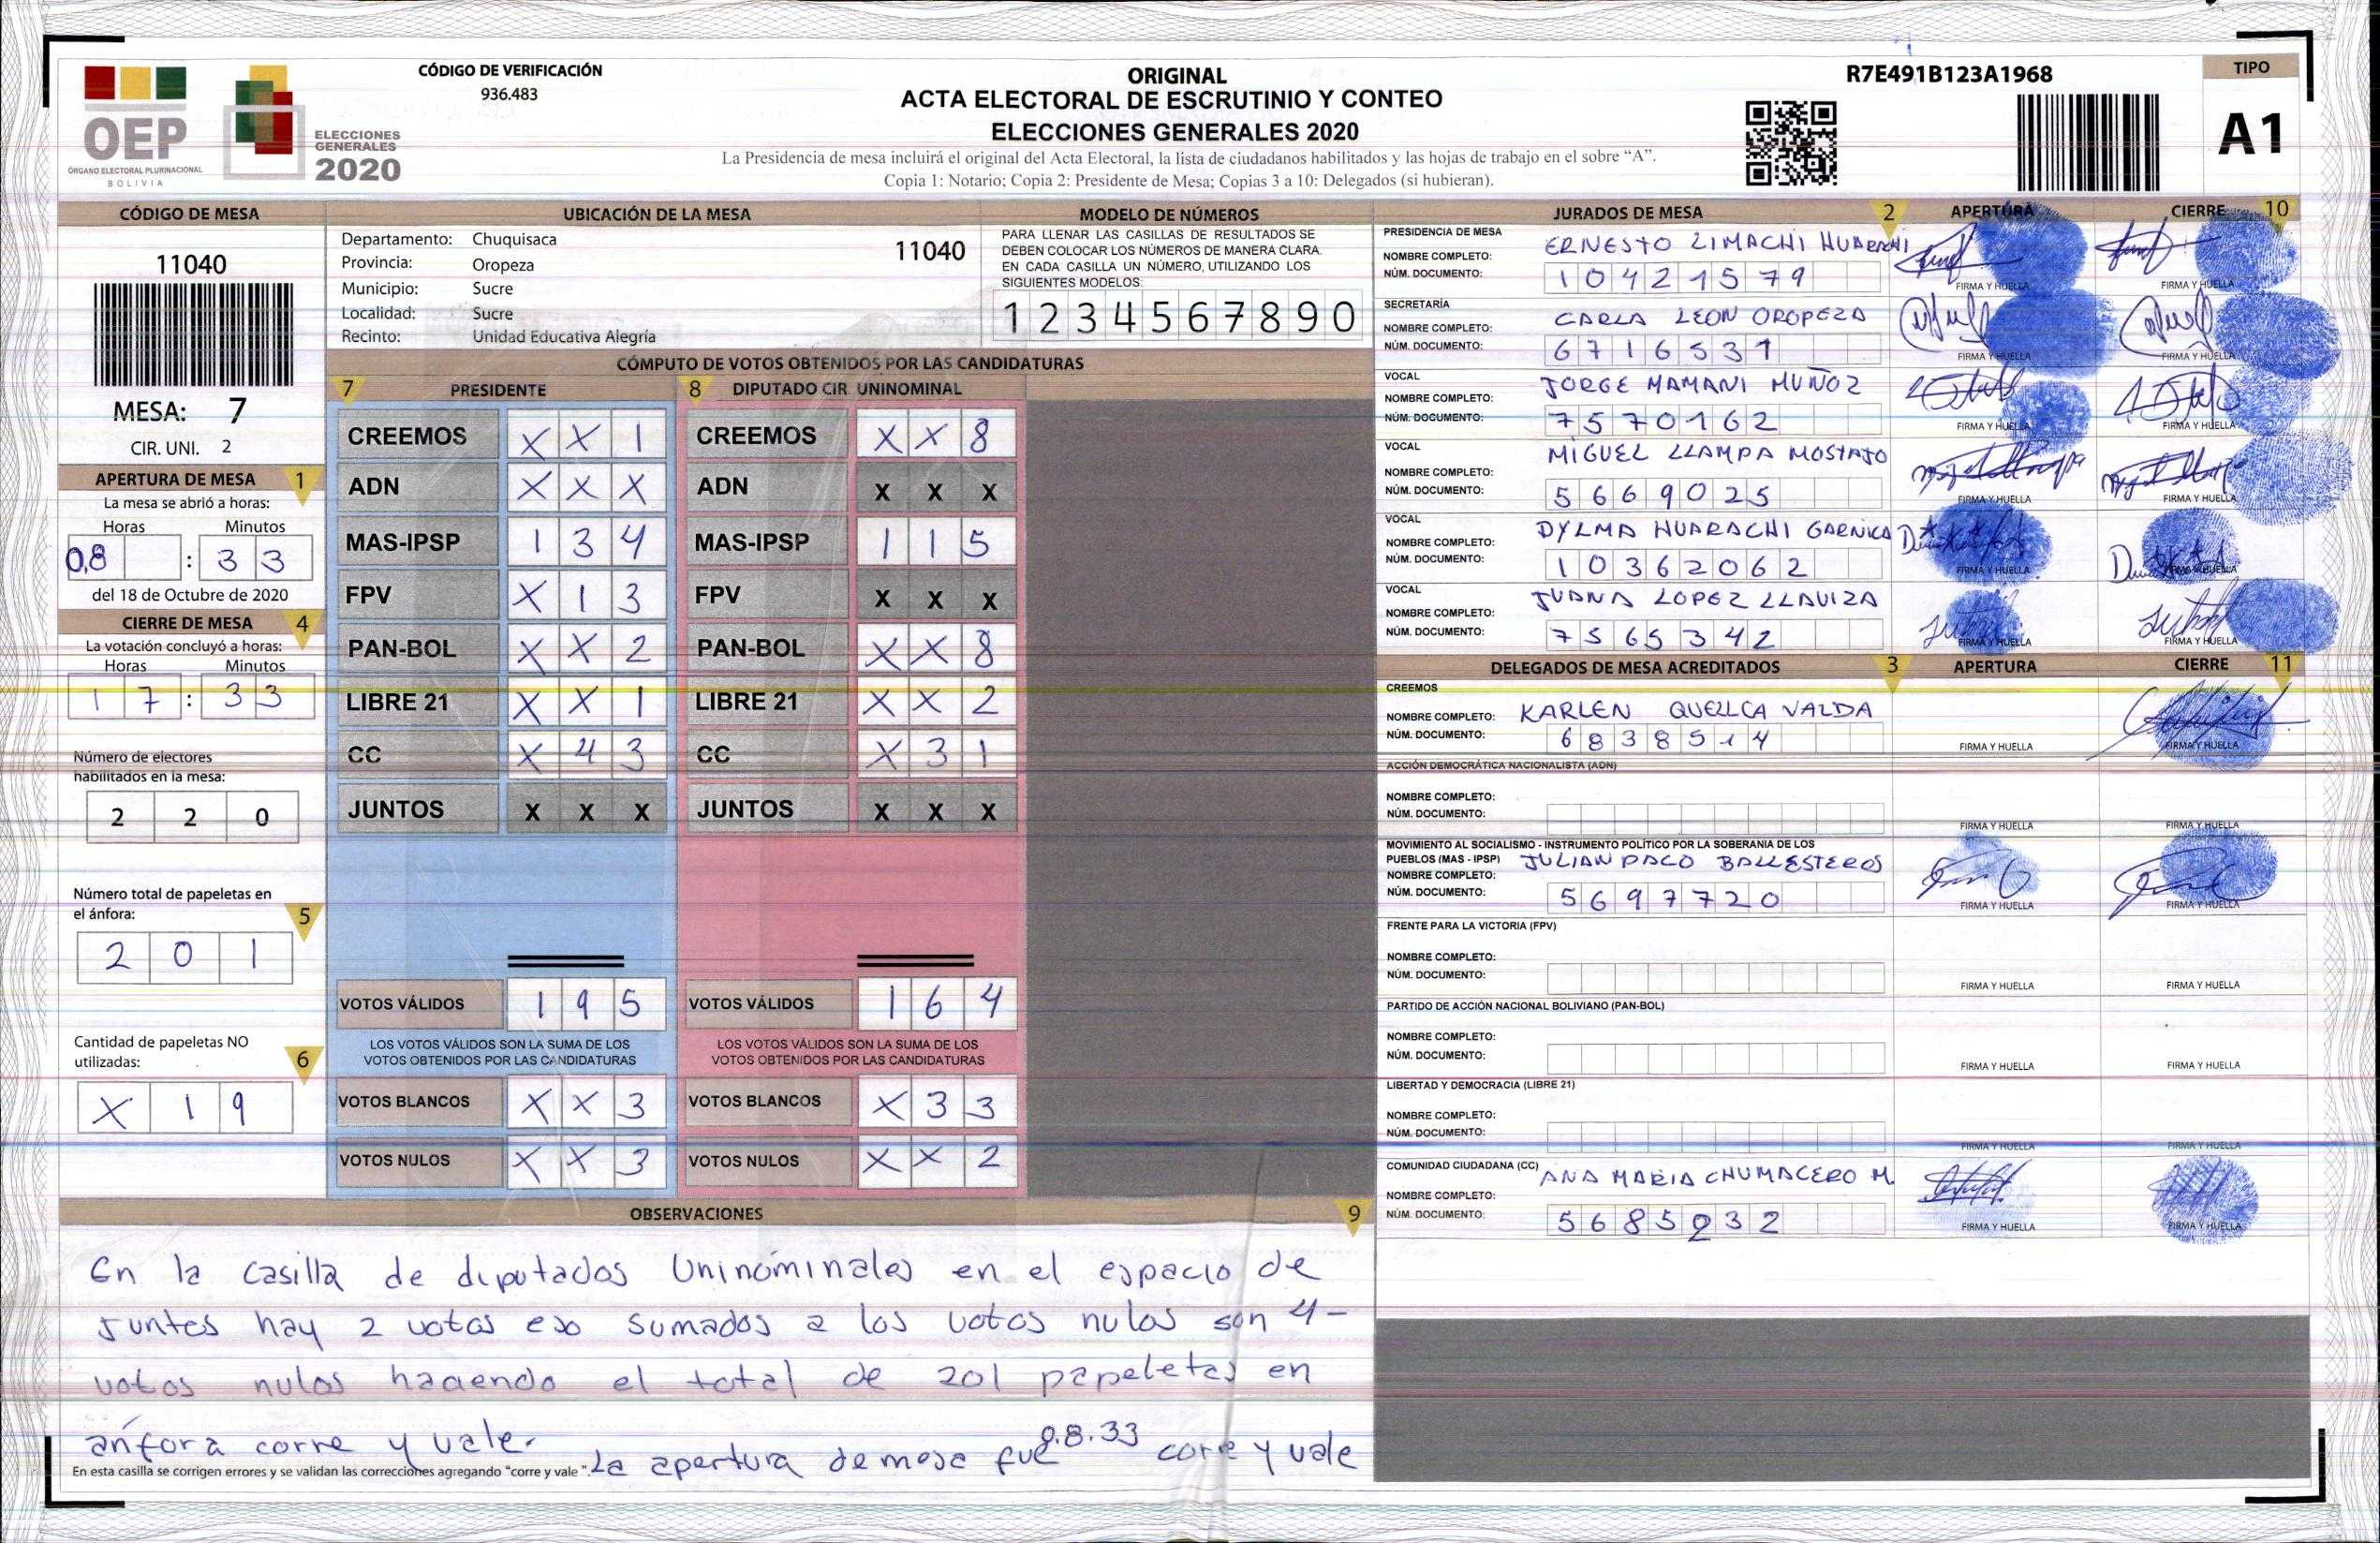 OEP
ÓRGANO ELECTORAL PLURINACIONAL
BOLIVIA
ELECCIONES
GENERALES
2020
CÓDIGO DE VERIFICACIÓN
936.483
ORIGINAL
ACTA ELECTORAL DE ESCRUTINIO Y CONTEO
ELECCIONES GENERALES 2020
La Presidencia de mesa incluirá el original del Acta Electoral, la lista de ciudadanos habilitados y las hojas de trabajo en el sobre “A”.
Copia 1: Notario; Copia 2: Presidente de Mesa; Copias 3 a 10: Delegados (si hubieran).
R7E491B123A1968
TIPO
A1
CÓDIGO DE MESA
11040
MESA: 7
CIR. UNI. 2
APERTURA DE MESA 1
La mesa se abrió a horas:
Horas Minutos
08 : 33
del 18 de Octubre de 2020
CIERRE DE MESA 4
La votación concluyó a horas:
Horas Minutos
17 : 33
Número de electores
habilitados en la mesa:
2 2 0
Número total de papeletas en
el ánfora: 5
2 0 1
Cantidad de papeletas NO
utilizadas: 6
X 1 9
UBICACIÓN DE LA MESA
Departamento: Chuquisaca 11040
Provincia: Oropeza
Municipio: Sucre
Localidad: Sucre
Recinto: Unidad Educativa Alegría
MODELO DE NÚMEROS
PARA LLENAR LAS CASILLAS DE RESULTADOS SE
DEBEN COLOCAR LOS NÚMEROS DE MANERA CLARA.
EN CADA CASILLA UN NÚMERO, UTILIZANDO LOS
SIGUIENTES MODELOS:
1 2 3 4 5 6 7 8 9 0
CÓMPUTO DE VOTOS OBTENIDOS POR LAS CANDIDATURAS
7 PRESIDENTE 8 DIPUTADO CIR. UNINOMINAL
CREEMOS X X 1 CREEMOS X X 8
ADN X X X ADN X X X
MAS-IPSP 1 3 4 MAS-IPSP 1 1 5
FPV X 1 3 FPV X X X
PAN-BOL X X 2 PAN-BOL X X 8
LIBRE 21 X X 1 LIBRE 21 X X 2
CC X 4 3 CC X 3 1
JUNTOS X X X JUNTOS X X X
VOTOS VÁLIDOS 1 9 5 VOTOS VÁLIDOS 1 6 4
LOS VOTOS VÁLIDOS SON LA SUMA DE LOS LOS VOTOS VÁLIDOS SON LA SUMA DE LOS
VOTOS OBTENIDOS POR LAS CANDIDATURAS VOTOS OBTENIDOS POR LAS CANDIDATURAS
VOTOS BLANCOS X X 3 VOTOS BLANCOS X 3 3
VOTOS NULOS X X 3 VOTOS NULOS X X 2
OBSERVACIONES 9
En la casilla de diputados Uninominales en el espacio de
Juntos hay 2 votos eso sumados a los votos nulos son 4-
votos nulos haciendo el total de 201 papeletas en
anfora corre y vale.
La apertura de mesa fue 0.8.33 corre y vale
En esta casilla se corrigen errores y se validan las correcciones agregando "corre y vale".
JURADOS DE MESA 2 APERTURA CIERRE 10
PRESIDENCIA DE MESA
NOMBRE COMPLETO: ERNESTO LIMACHI HUARACHI
NÚM. DOCUMENTO: 10421579
FIRMA Y HUELLA FIRMA Y HUELLA
SECRETARÍA
NOMBRE COMPLETO: CARLA LEON OROPEZA
NÚM. DOCUMENTO: 6716531
FIRMA Y HUELLA FIRMA Y HUELLA
VOCAL
NOMBRE COMPLETO: JORGE MAMANI MUÑOZ
NÚM. DOCUMENTO: 7570162
FIRMA Y HUELLA FIRMA Y HUELLA
VOCAL
NOMBRE COMPLETO: MIGUEL LLAMPA MOSTAJO
NÚM. DOCUMENTO: 5669025
FIRMA Y HUELLA FIRMA Y HUELLA
VOCAL
NOMBRE COMPLETO: DYLMA HUARACHI GARNICA
NÚM. DOCUMENTO: 10362062
FIRMA Y HUELLA FIRMA Y HUELLA
VOCAL
NOMBRE COMPLETO: JUANA LOPEZ LLAVIZA
NÚM. DOCUMENTO: 7565342
FIRMA Y HUELLA FIRMA Y HUELLA
DELEGADOS DE MESA ACREDITADOS 3 APERTURA CIERRE 11
CREEMOS
NOMBRE COMPLETO: KARLEN QUELLCA VALDA
NÚM. DOCUMENTO: 6838514
FIRMA Y HUELLA FIRMA Y HUELLA
ACCIÓN DEMOCRÁTICA NACIONALISTA (ADN)
NOMBRE COMPLETO:
NÚM. DOCUMENTO:
FIRMA Y HUELLA FIRMA Y HUELLA
MOVIMIENTO AL SOCIALISMO - INSTRUMENTO POLÍTICO POR LA SOBERANIA DE LOS
PUEBLOS (MAS - IPSP) JULIAN PACO BALLESTEROS
NOMBRE COMPLETO:
NÚM. DOCUMENTO: 5697720
FIRMA Y HUELLA FIRMA Y HUELLA
FRENTE PARA LA VICTORIA (FPV)
NOMBRE COMPLETO:
NÚM. DOCUMENTO:
FIRMA Y HUELLA FIRMA Y HUELLA
PARTIDO DE ACCIÓN NACIONAL BOLIVIANO (PAN-BOL)
NOMBRE COMPLETO:
NÚM. DOCUMENTO:
FIRMA Y HUELLA FIRMA Y HUELLA
LIBERTAD Y DEMOCRACIA (LIBRE 21)
NOMBRE COMPLETO:
NÚM. DOCUMENTO:
FIRMA Y HUELLA FIRMA Y HUELLA
COMUNIDAD CIUDADANA (CC) ANA MARIA CHUMACERO M.
NOMBRE COMPLETO:
NÚM. DOCUMENTO: 5685232
FIRMA Y HUELLA FIRMA Y HUELLA